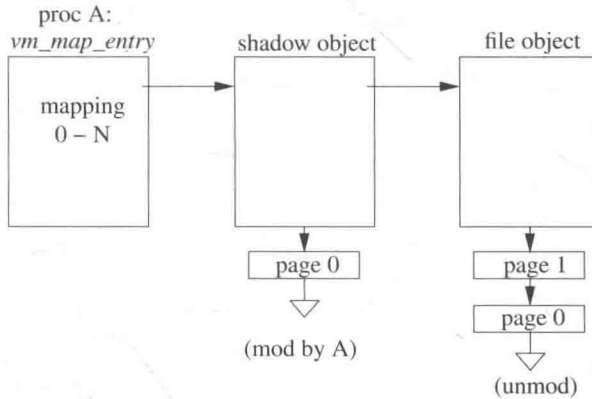 proc A:
vm_map_entry
shadow object
file object
mapping
0 – N
page 0
page 1
page 0
(mod by A)
(unmod)